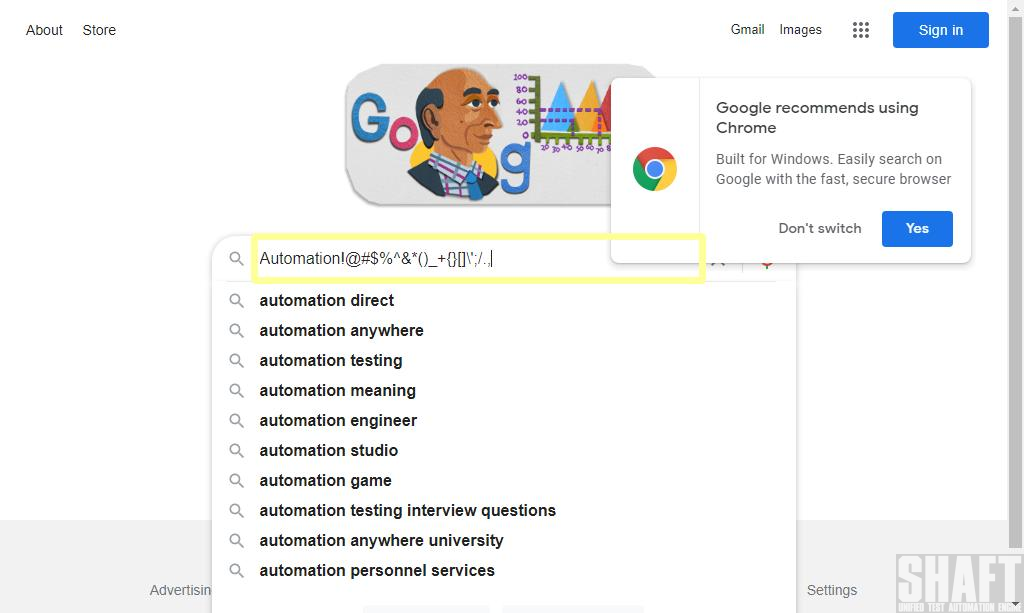 About Store Gmail Images Sign in
100
80
60
40
20
0
20 30 40 50 60 70
G o g
Google recommends using
Chrome
Built for Windows. Easily search on
Google with the fast, secure browser
Don't switch Yes
Automation!@#$%^&*()_+{}[]\';/.,
automation direct
automation anywhere
automation testing
automation meaning
automation engineer
automation studio
automation game
automation testing interview questions
automation anywhere university
automation personnel services
Advertisin Settings
SHAFT
UNIFIED TEST AUTOMATION ENGINE